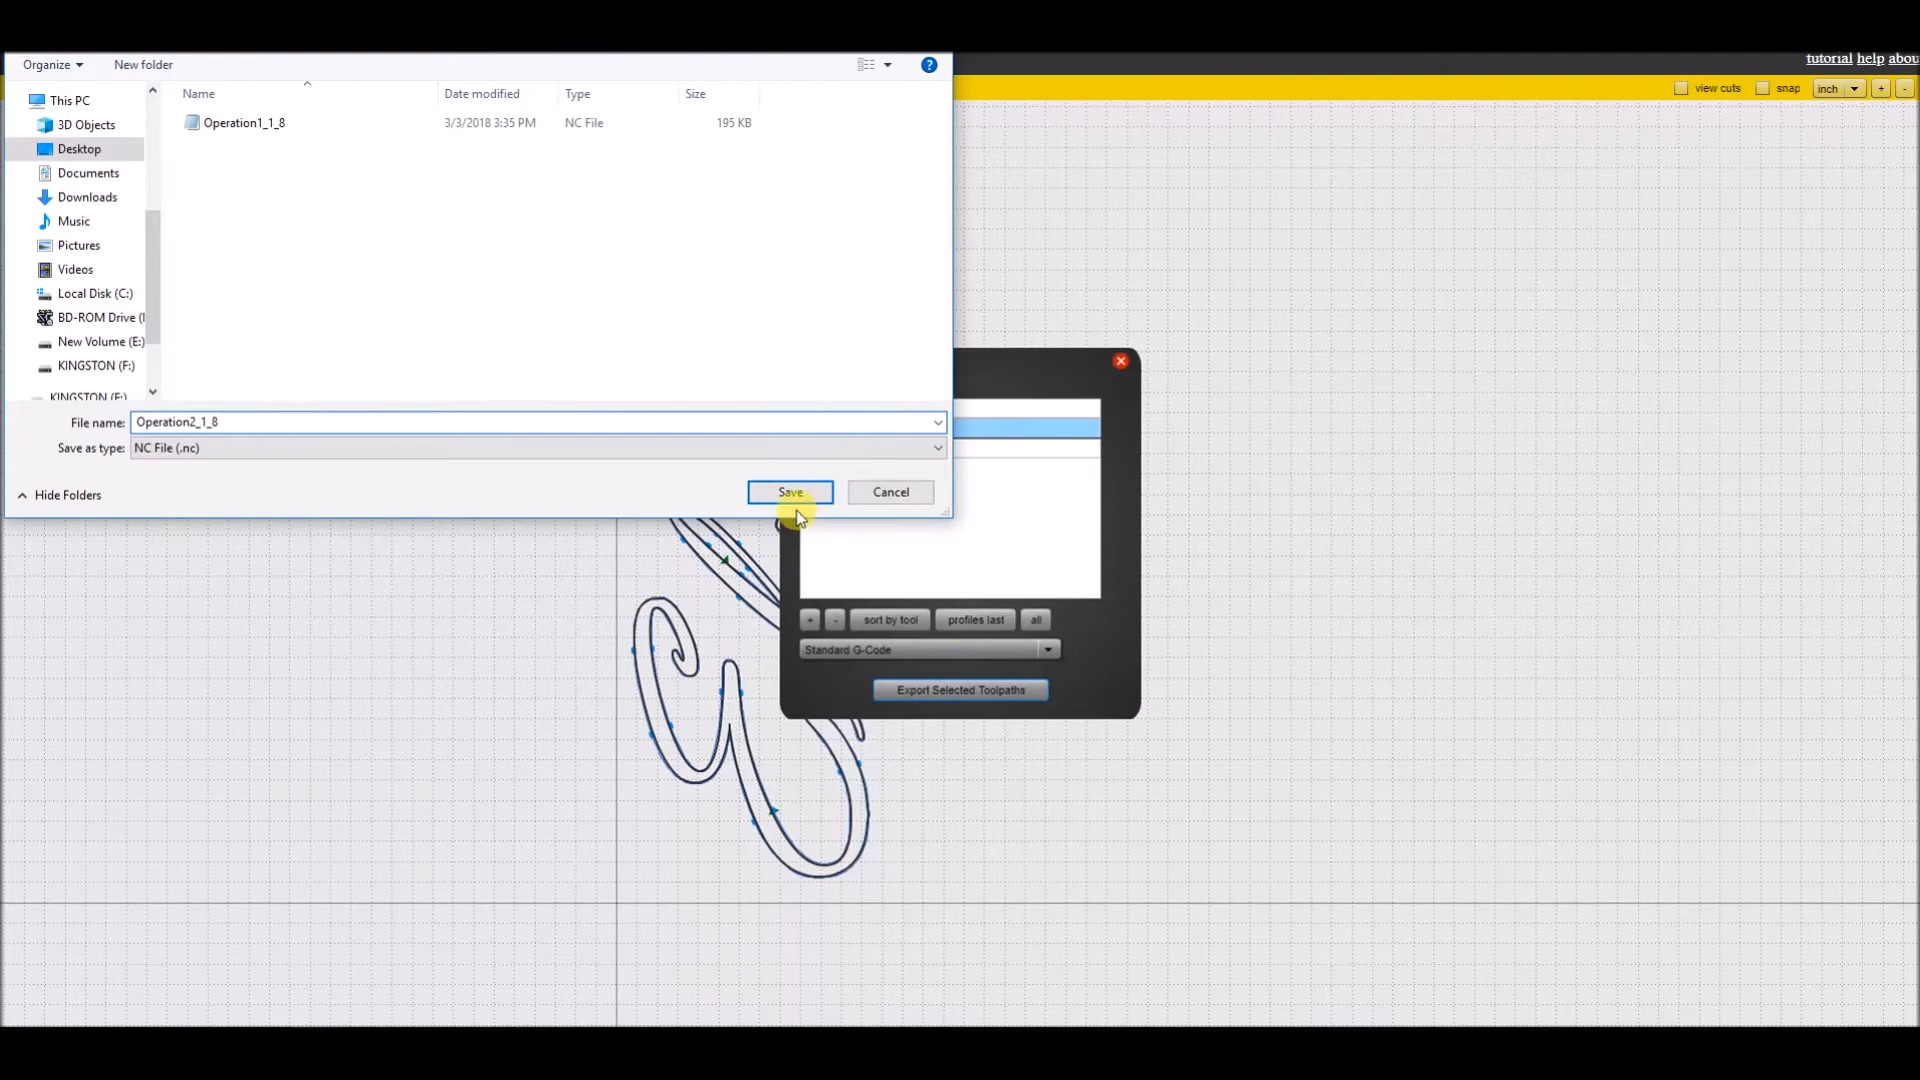 tutorial help abou
view cuts snap inch + -
Organize New folder ?
Name Date modified Type Size
Operation1_1_8 3/3/2018 3:35 PM NC File 195 KB
This PC
3D Objects
Desktop
Documents
Downloads
Music
Pictures
Videos
Local Disk (C:)
BD-ROM Drive (I
New Volume (E:)
KINGSTON (F:)
KINGSTON (F:)
File name: Operation2_1_8
Save as type: NC File (.nc)
Hide Folders
Save Cancel
+ - sort by tool profiles last all
Standard G-Code
Export Selected Toolpaths